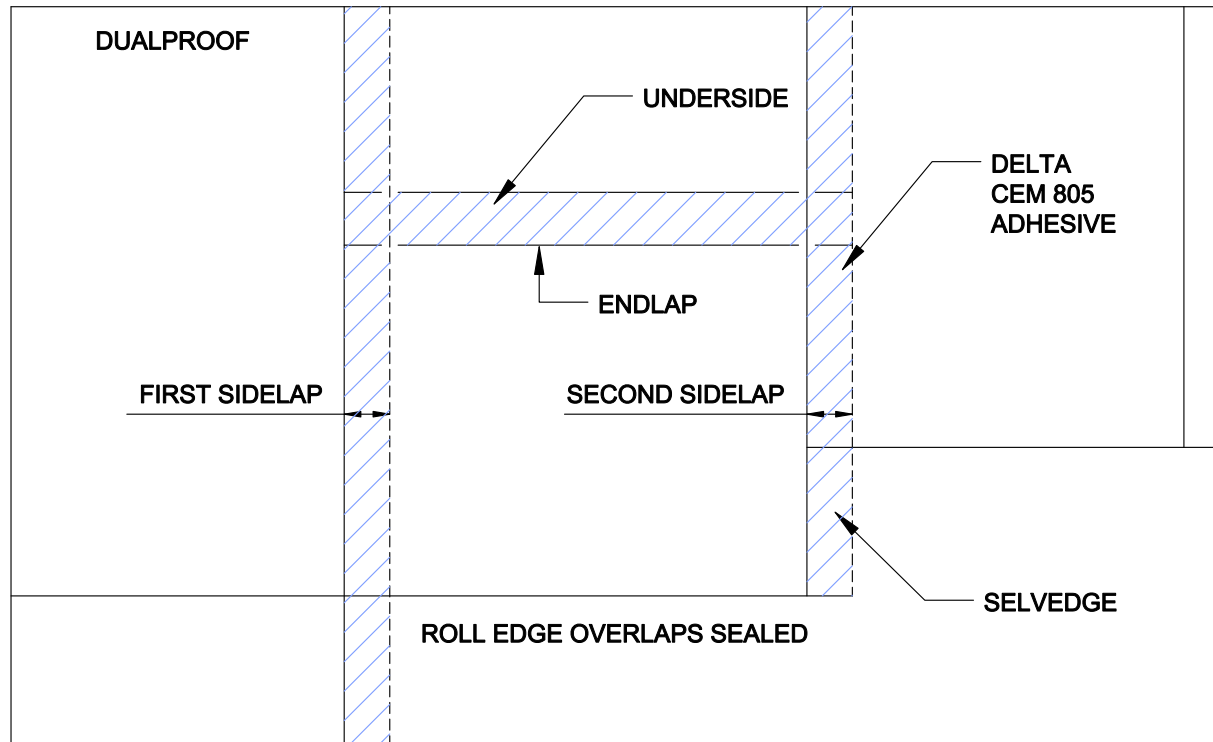 DUALPROOF
UNDERSIDE
DELTA
CEM 805
ADHESIVE
ENDLAP
FIRST SIDELAP
SECOND SIDELAP
SELVEDGE
ROLL EDGE OVERLAPS SEALED